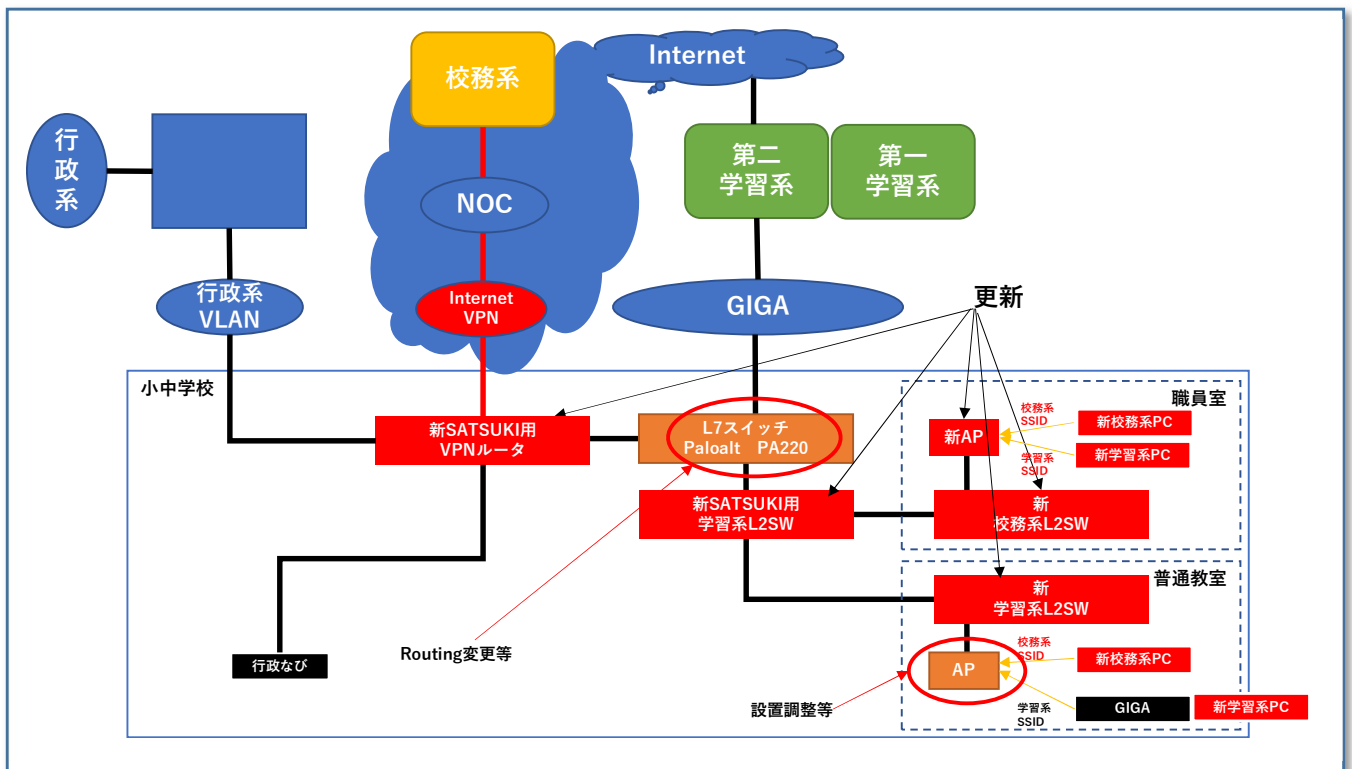 Internet
校務系
行
政
系
第二
学習系
第一
学習系
NOC
行政系
VLAN
Internet
VPN
GIGA
更新
小中学校
職員室
新SATSUKI用
VPNルータ
L7スイッチ
Paloalt PA220
新AP
校務系
SSID
新校務系PC
学習系
SSID
新学習系PC
新SATSUKI用
学習系L2SW
新
校務系L2SW
普通教室
新
学習系L2SW
Routing変更等
行政なび
校務系
SSID
AP
新校務系PC
設置調整等
学習系
SSID
GIGA
新学習系PC